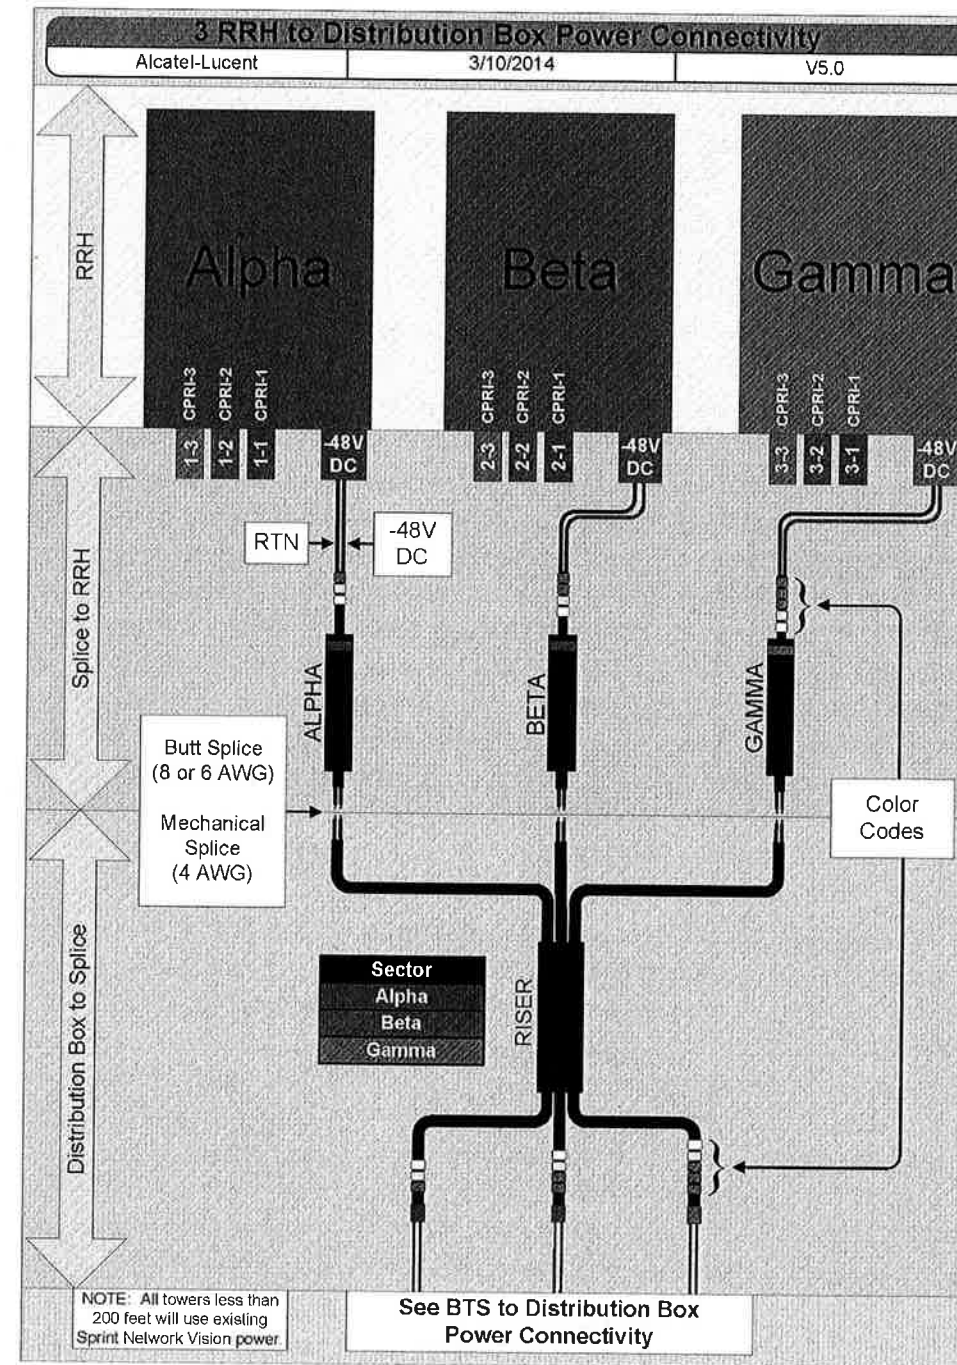 3 RRH to Distribution Box Power Connectivity
Alcatel-Lucent
3/10/2014
V5.0
RRH
Alpha
Beta
Gamma
CPRI-3
CPRI-2
CPRI-1
CPRI-3
CPRI-2
CPRI-1
CPRI-3
CPRI-2
CPRI-1
1-3
1-2
1-1
-48V
DC
2-3
2-2
2-1
-48V
DC
3-3
3-2
3-1
-48V
DC
Splice to RRH
RTN
-48V
DC
ALPHA
BETA
GAMMA
Butt Splice
(8 or 6 AWG)
Mechanical
Splice
(4 AWG)
Color
Codes
Distribution Box to Splice
Sector
Alpha
Beta
Gamma
RISER
NOTE: All towers less than
200 feet will use existing
Sprint Network Vision power.
See BTS to Distribution Box
Power Connectivity